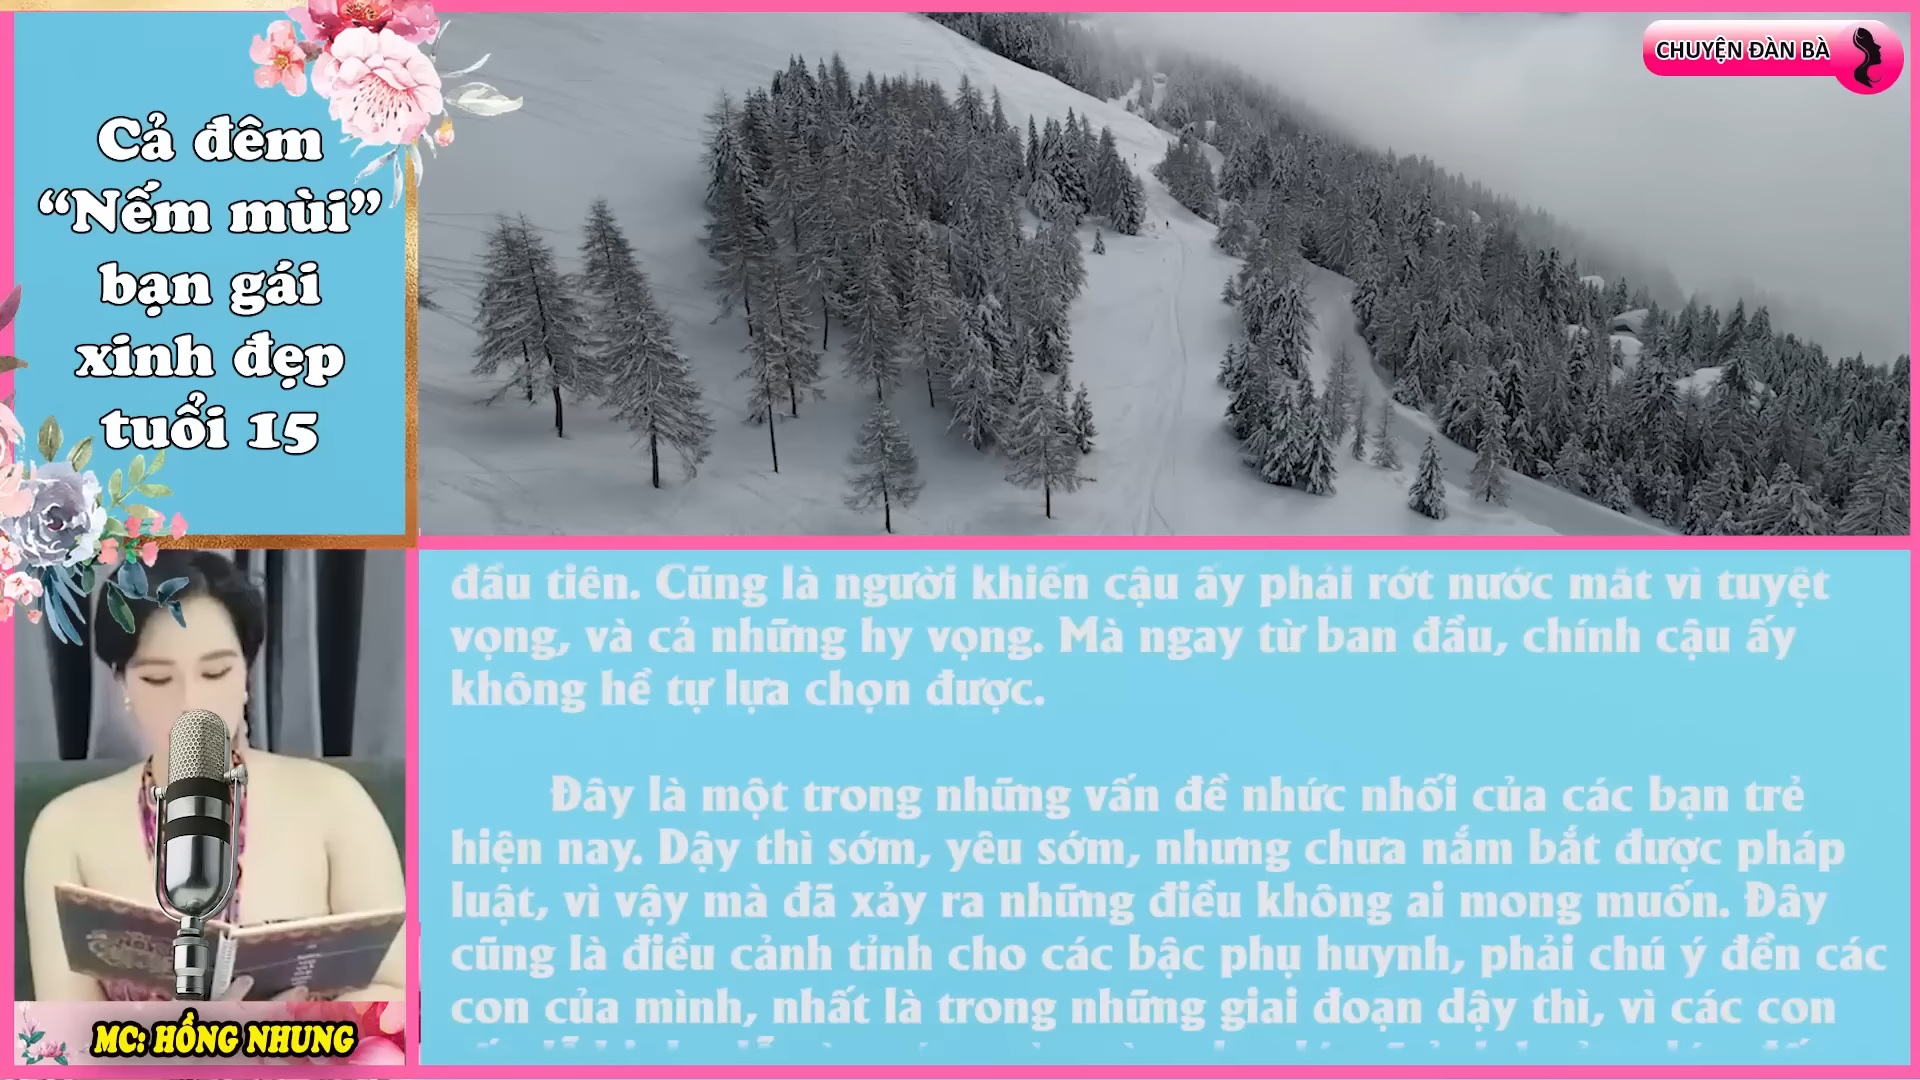 CHUYỆN ĐÀN BÀ
Cả đêm
“Nếm mùi”
bạn gái
xinh đẹp
tuổi 15
đầu tiên. Cũng là người khiến cậu ấy phải rớt nước mắt vì tuyệt
vọng, và cả những hy vọng. Mà ngay từ ban đầu, chính cậu ấy
không hề tự lựa chọn được.
Đây là một trong những vấn đề nhức nhối của các bạn trẻ
hiện nay. Dậy thì sớm, yêu sớm, nhưng chưa nắm bắt được pháp
luật, vì vậy mà đã xảy ra những điều không ai mong muốn. Đây
cũng là điều cảnh tỉnh cho các bậc phụ huynh, phải chú ý đền các
con của mình, nhất là trong những giai đoạn dậy thì, vì các con
MC: HỒNG NHUNG